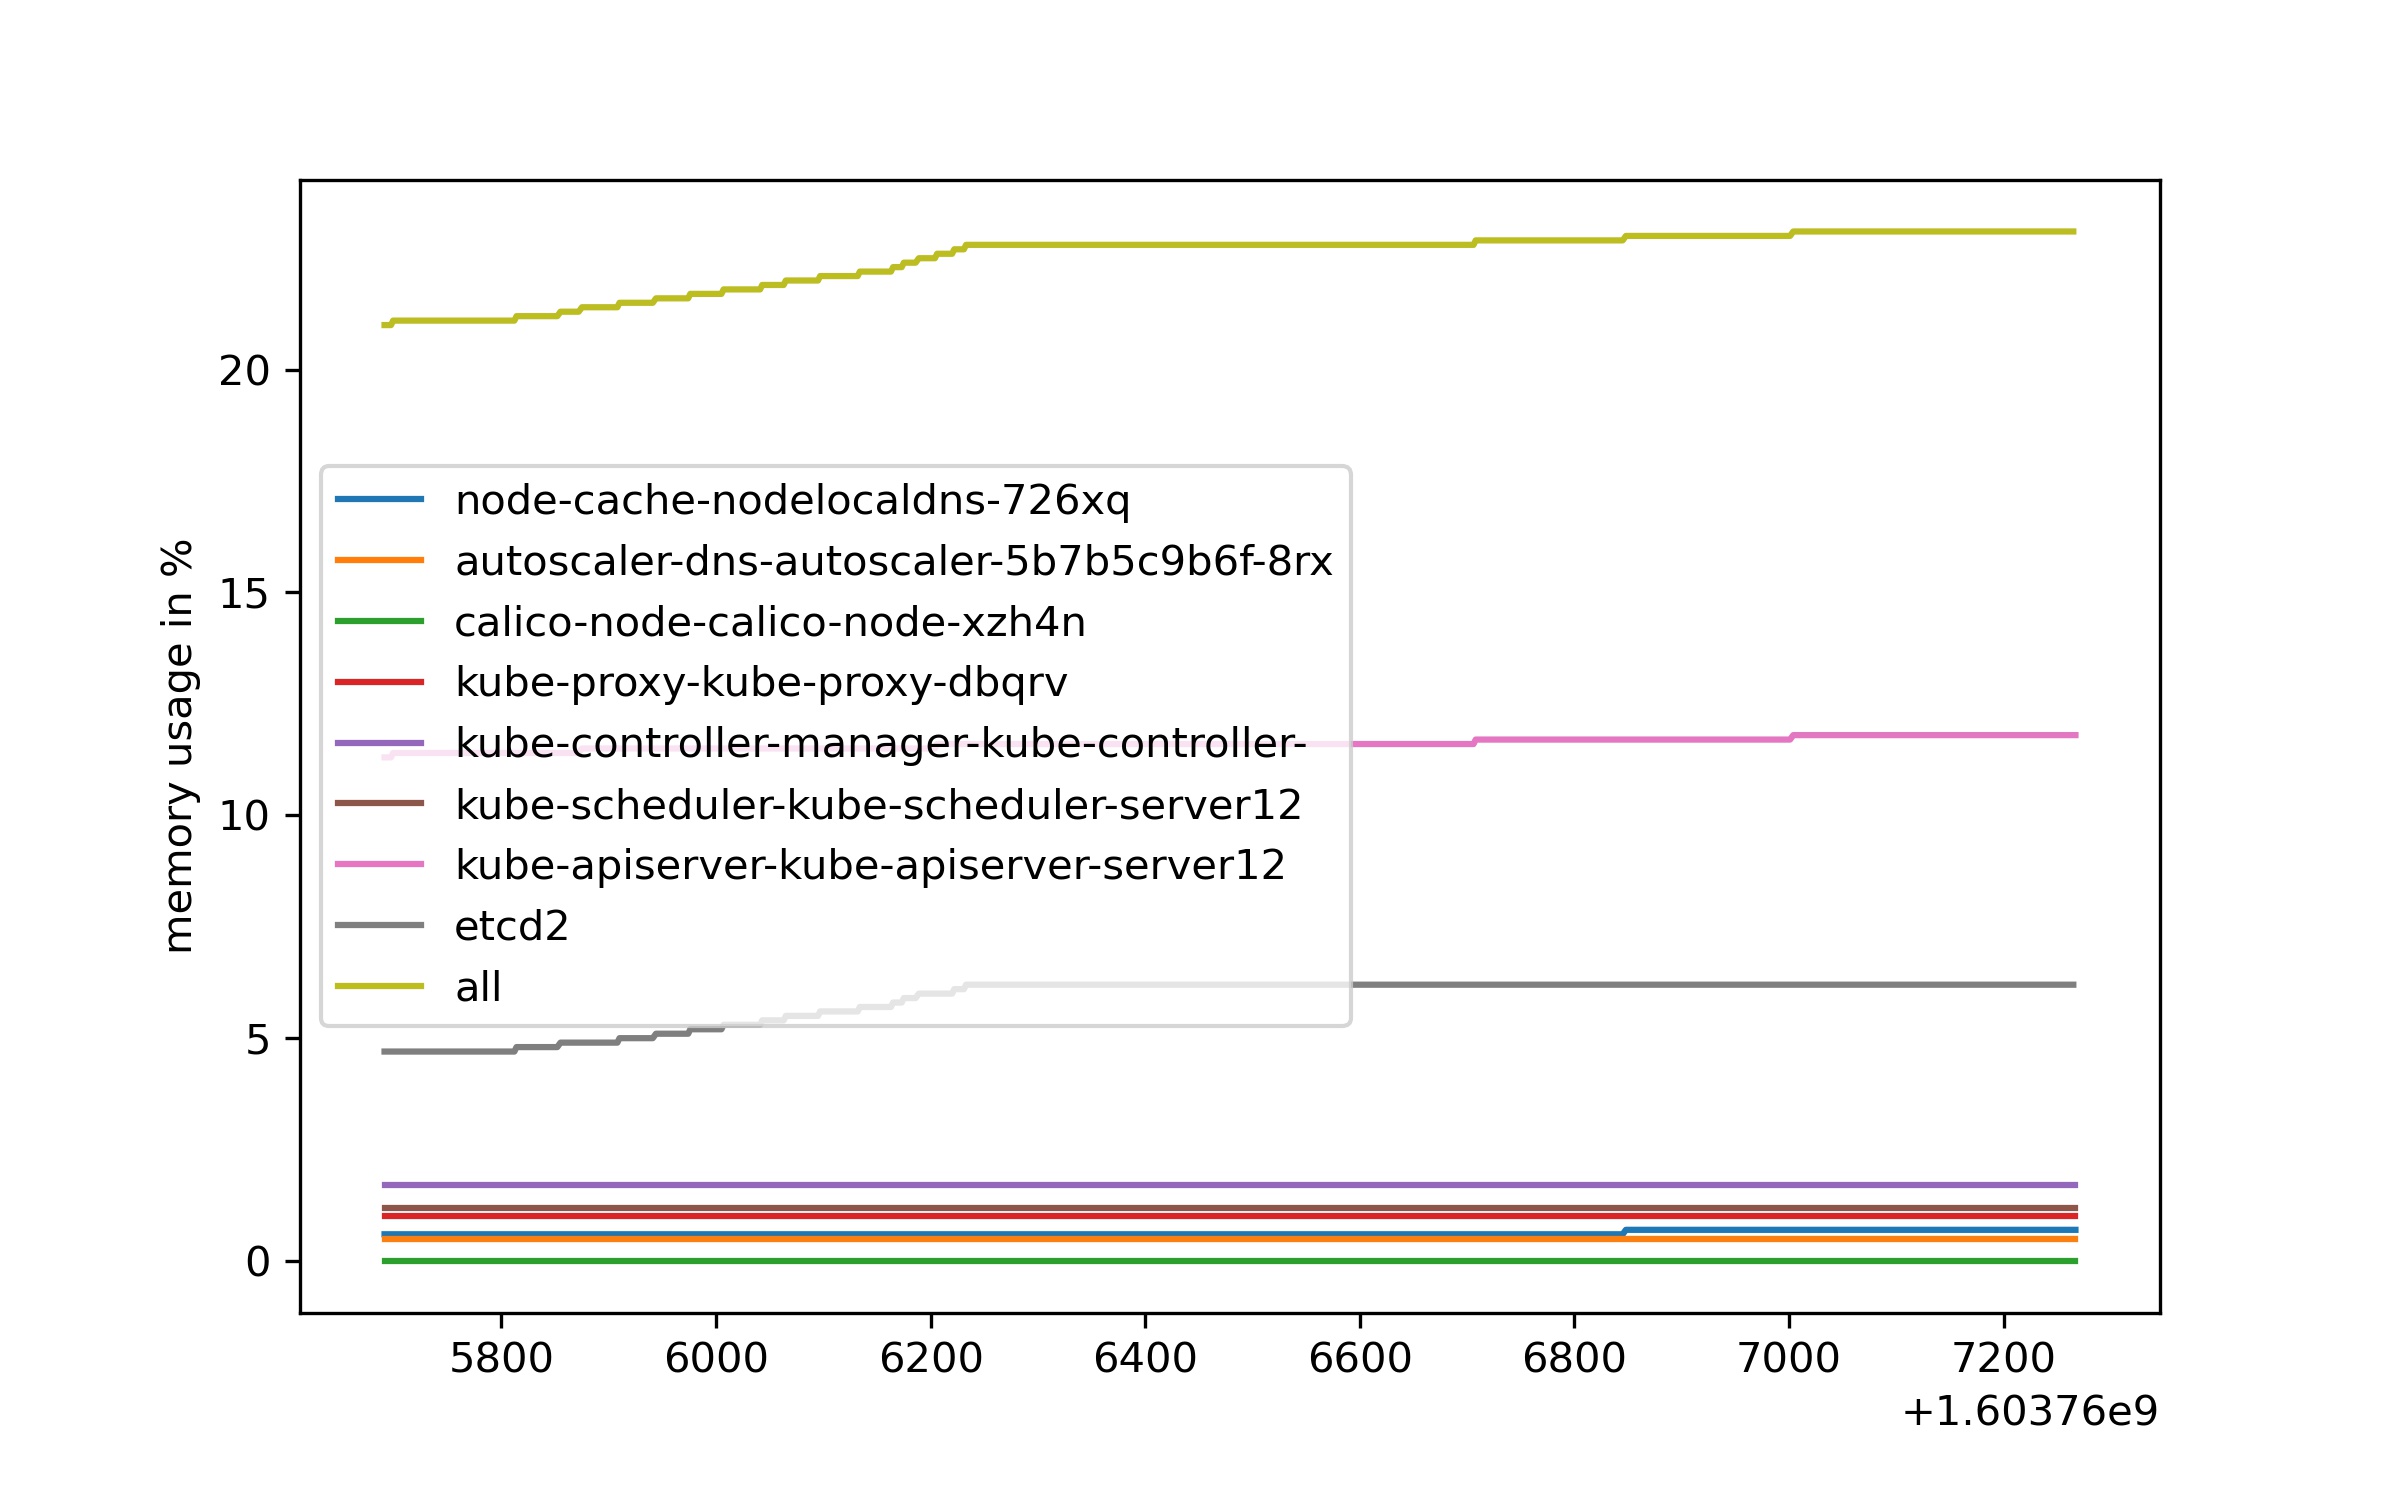 memory usage in %
20
15
10
5
0
node-cache-nodelocaldns-726xq
autoscaler-dns-autoscaler-5b7b5c9b6f-8rx
calico-node-calico-node-xzh4n
kube-proxy-kube-proxy-dbqrv
kube-controller-manager-kube-controller-
kube-scheduler-kube-scheduler-server12
kube-apiserver-kube-apiserver-server12
etcd2
all
5800 6000 6200 6400 6600 6800 7000 7200
+1.60376e9